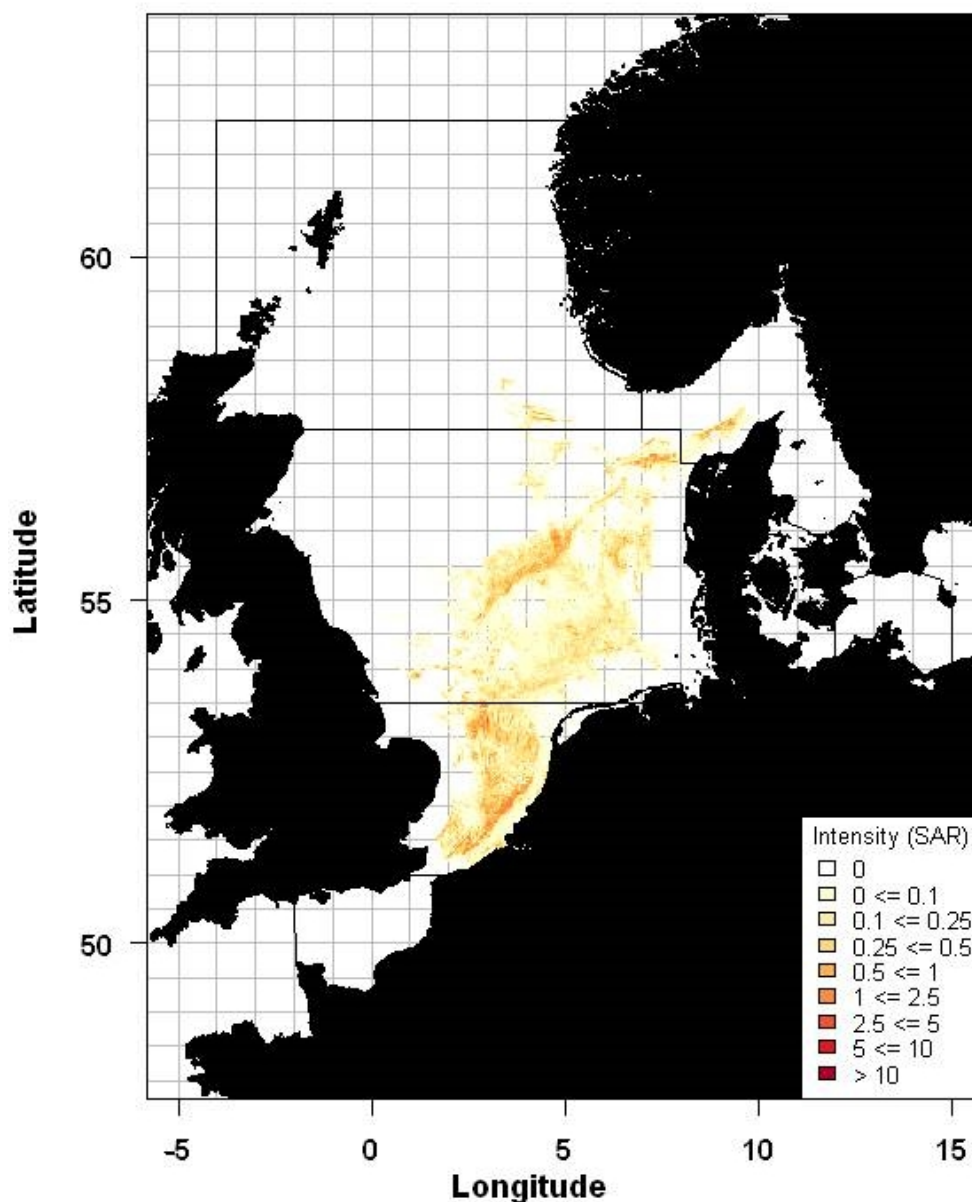 60
55
50
Latitude
-5 0 5 10 15
Longitude
Intensity (SAR)
0
0 <= 0.1
0.1 <= 0.25
0.25 <= 0.5
0.5 <= 1
1 <= 2.5
2.5 <= 5
5 <= 10
> 10